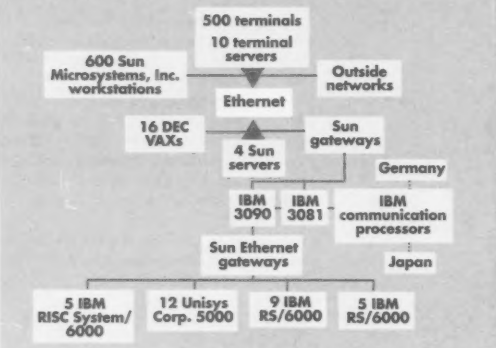 500 terminals
10 terminal
servers
600 Sun
Microsystems, Inc.
workstations
Outside
networks
Ethernet
16 DEC
VAXs
4 Sun
servers
Sun
gateways
Germany
IBM
3090
IBM
3081
IBM
communication
processors
Sun Ethernet
gateways
Japan
5 IBM
RISC System/
6000
12 Unisys
Corp. 5000
9 IBM
RS/6000
5 IBM
RS/6000